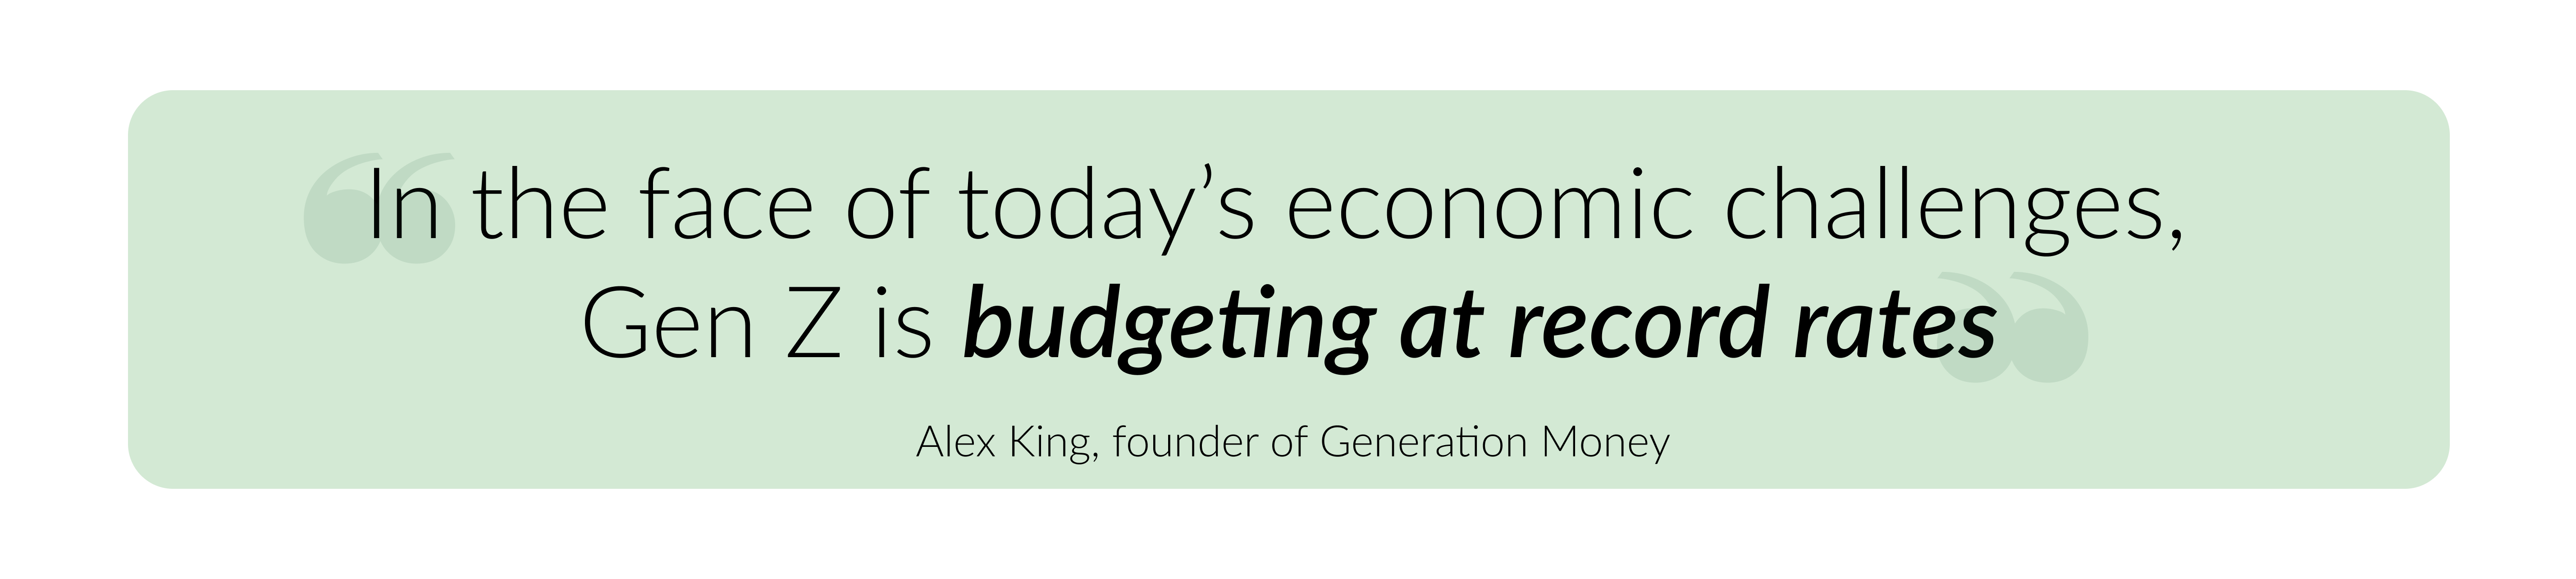 “In the face of today’s economic challenges,
Gen Z is budgeting at record rates”
Alex King, founder of Generation Money